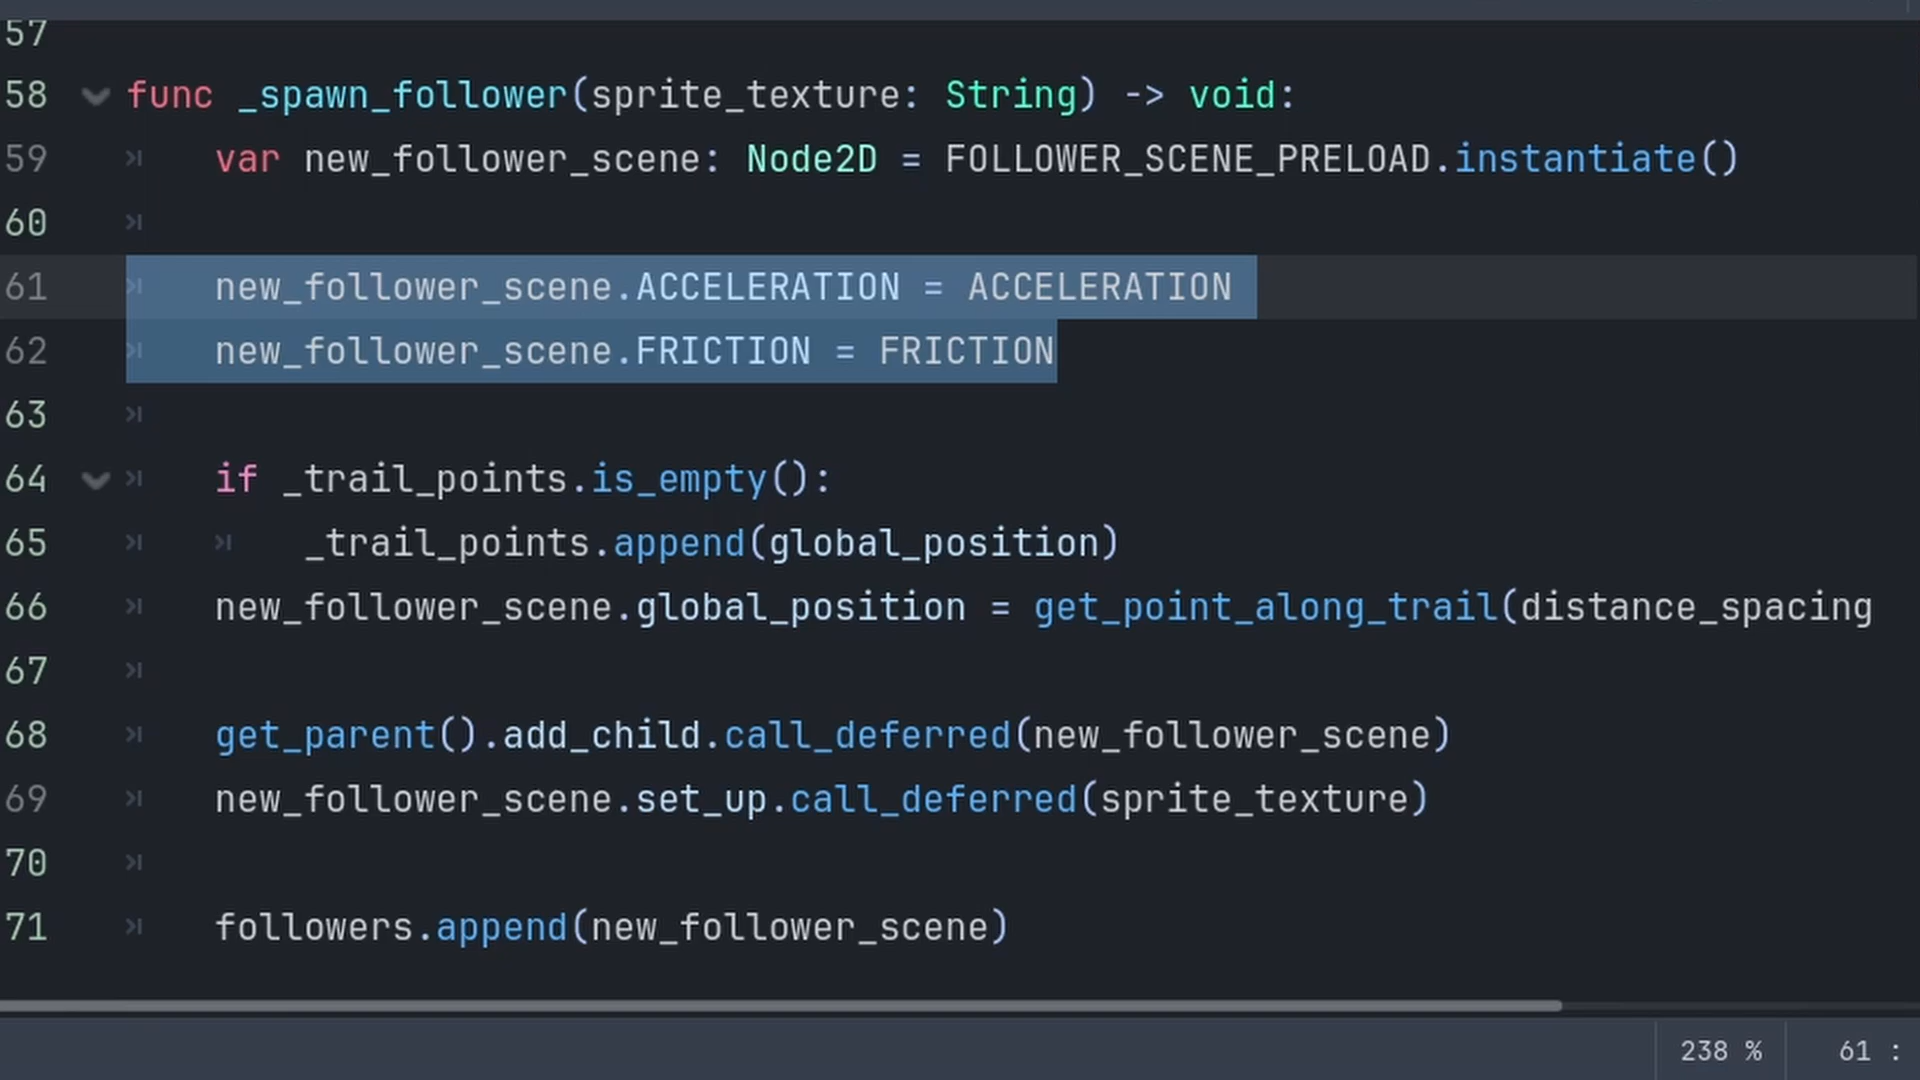 57
58 func _spawn_follower(sprite_texture: String) -> void:
59 var new_follower_scene: Node2D = FOLLOWER_SCENE_PRELOAD.instantiate()
60
61 new_follower_scene.ACCELERATION = ACCELERATION
62 new_follower_scene.FRICTION = FRICTION
63
64 if _trail_points.is_empty():
65 _trail_points.append(global_position)
66 new_follower_scene.global_position = get_point_along_trail(distance_spacing
67
68 get_parent().add_child.call_deferred(new_follower_scene)
69 new_follower_scene.set_up.call_deferred(sprite_texture)
70
71 followers.append(new_follower_scene)
238 % 61 :